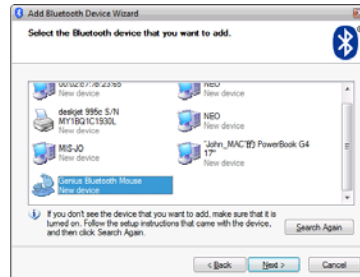 Add Bluetooth Device Wizard
Select the Bluetooth device that you want to add.
New device
NEO
New device
deskjet 995c S/N
MY1BQ1C1930L
New device
NEO
New device
MIS-JO
New device
"John_MAC"的 PowerBook G4
17"
New device
Genius Bluetooth Mouse
New device
If you don't see the device that you want to add, make sure that it is
turned on. Follow the setup instructions that came with the device,
and then click Search Again.
Search Again
< Back
Next >
Cancel